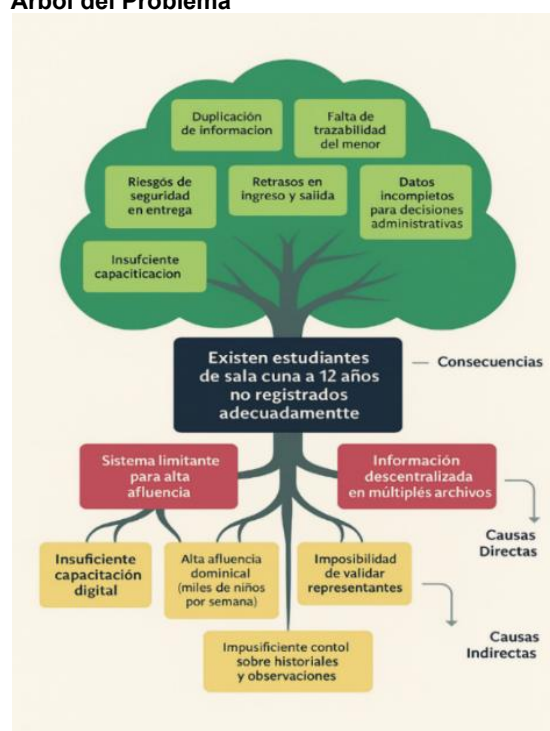 Árbol del Problema
Duplicación
de informacion
Falta de
trazabilidad
del menor
Riesgós de
seguridad
en entrega
Retrasos en
ingreso y saliida
Datos
incompletos
para decisiones
administrativas
Insufciente
capaciticacion
Existen estudiantes
de sala cuna a 12 años
no registrados
adecuadamentte
Consecuencias
Sistema limitante
para alta
afluencia
Información
descentralizada
en múltiplés archivos
Causas
Directas
Insuficiente
capacitación
digital
Alta afluencia
dominical
(miles de niños
por semana)
Imposibilidad
de validar
representantes
Causas
Indirectas
Impusificiente contol
sobre historiales
y observaciones